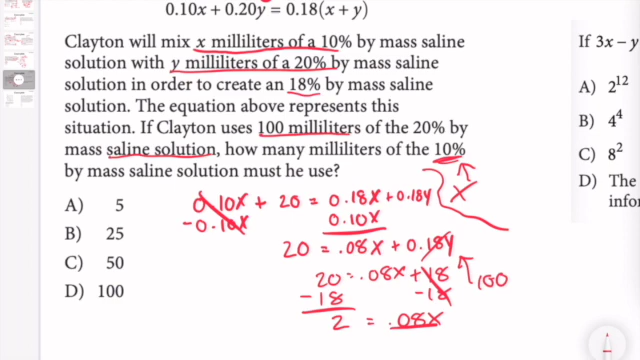 0.10x + 0.20y = 0.18(x + y)
Clayton will mix x milliliters of a 10% by mass saline
solution with y milliliters of a 20% by mass saline
solution in order to create an 18% by mass saline
solution. The equation above represents this
situation. If Clayton uses 100 milliliters of the 20% by
mass saline solution, how many milliliters of the 10%
by mass saline solution must he use?
A) 5
B) 25
C) 50
D) 100
0.10x + 20 = 0.18x + 0.18y
-0.10x 0.10x
20 = .08x + 0.18y
20 = .08x + 18
-18 -18
2 = .08x
x
100
If 3x – y
A) 2^12
B) 4^4
C) 8^2
D) The
infor